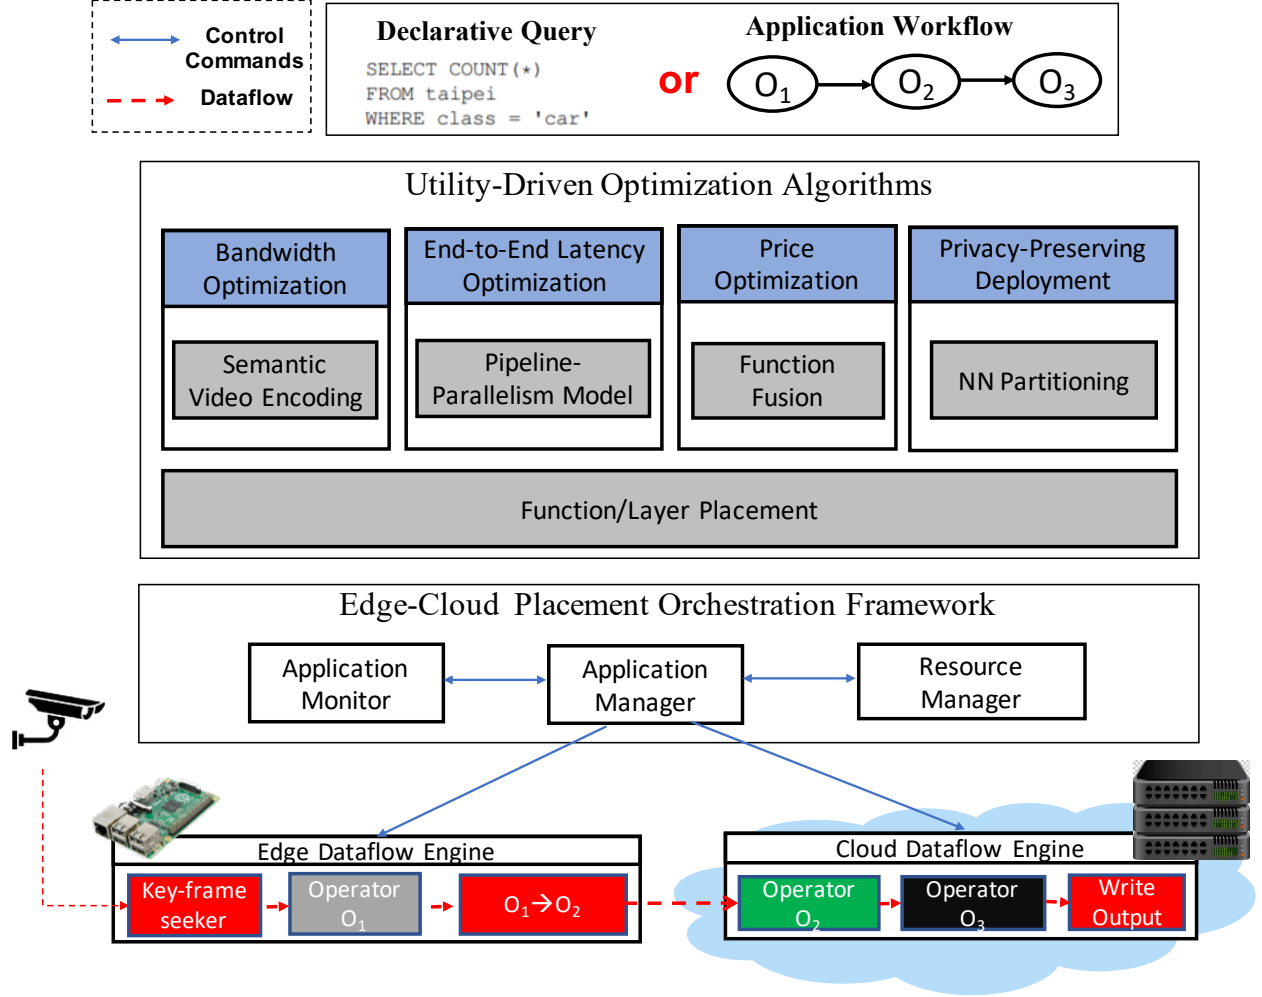 Control
Commands
Dataflow
Declarative Query
SELECT COUNT(*)
FROM taipei
WHERE class = 'car'
or
Application Workflow
O1
O2
O3
Utility-Driven Optimization Algorithms
Bandwidth
Optimization
End-to-End Latency
Optimization
Price
Optimization
Privacy-Preserving
Deployment
Semantic
Video Encoding
Pipeline-
Parallelism Model
Function
Fusion
NN Partitioning
Function/Layer Placement
Edge-Cloud Placement Orchestration Framework
Application
Monitor
Application
Manager
Resource
Manager
Edge Dataflow Engine
Key-frame
seeker
Operator
O1
O1→O2
Cloud Dataflow Engine
Operator
O2
Operator
O3
Write
Output